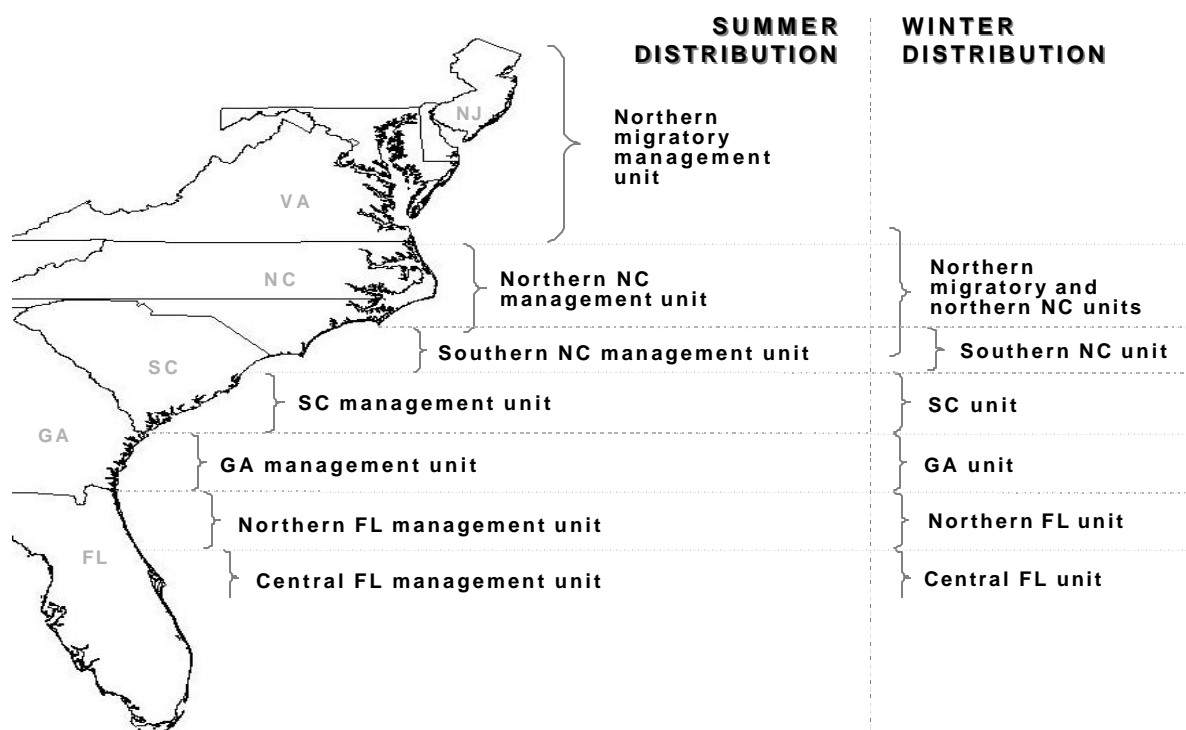 SUMMER
DISTRIBUTION
WINTER
DISTRIBUTION
NJ
Northern
migratory
management
unit
VA
NC
Northern NC
management unit
Northern
migratory and
northern NC units
Southern NC management unit
Southern NC unit
SC
SC management unit
SC unit
GA
GA management unit
GA unit
Northern FL management unit
Northern FL unit
FL
Central FL management unit
Central FL unit